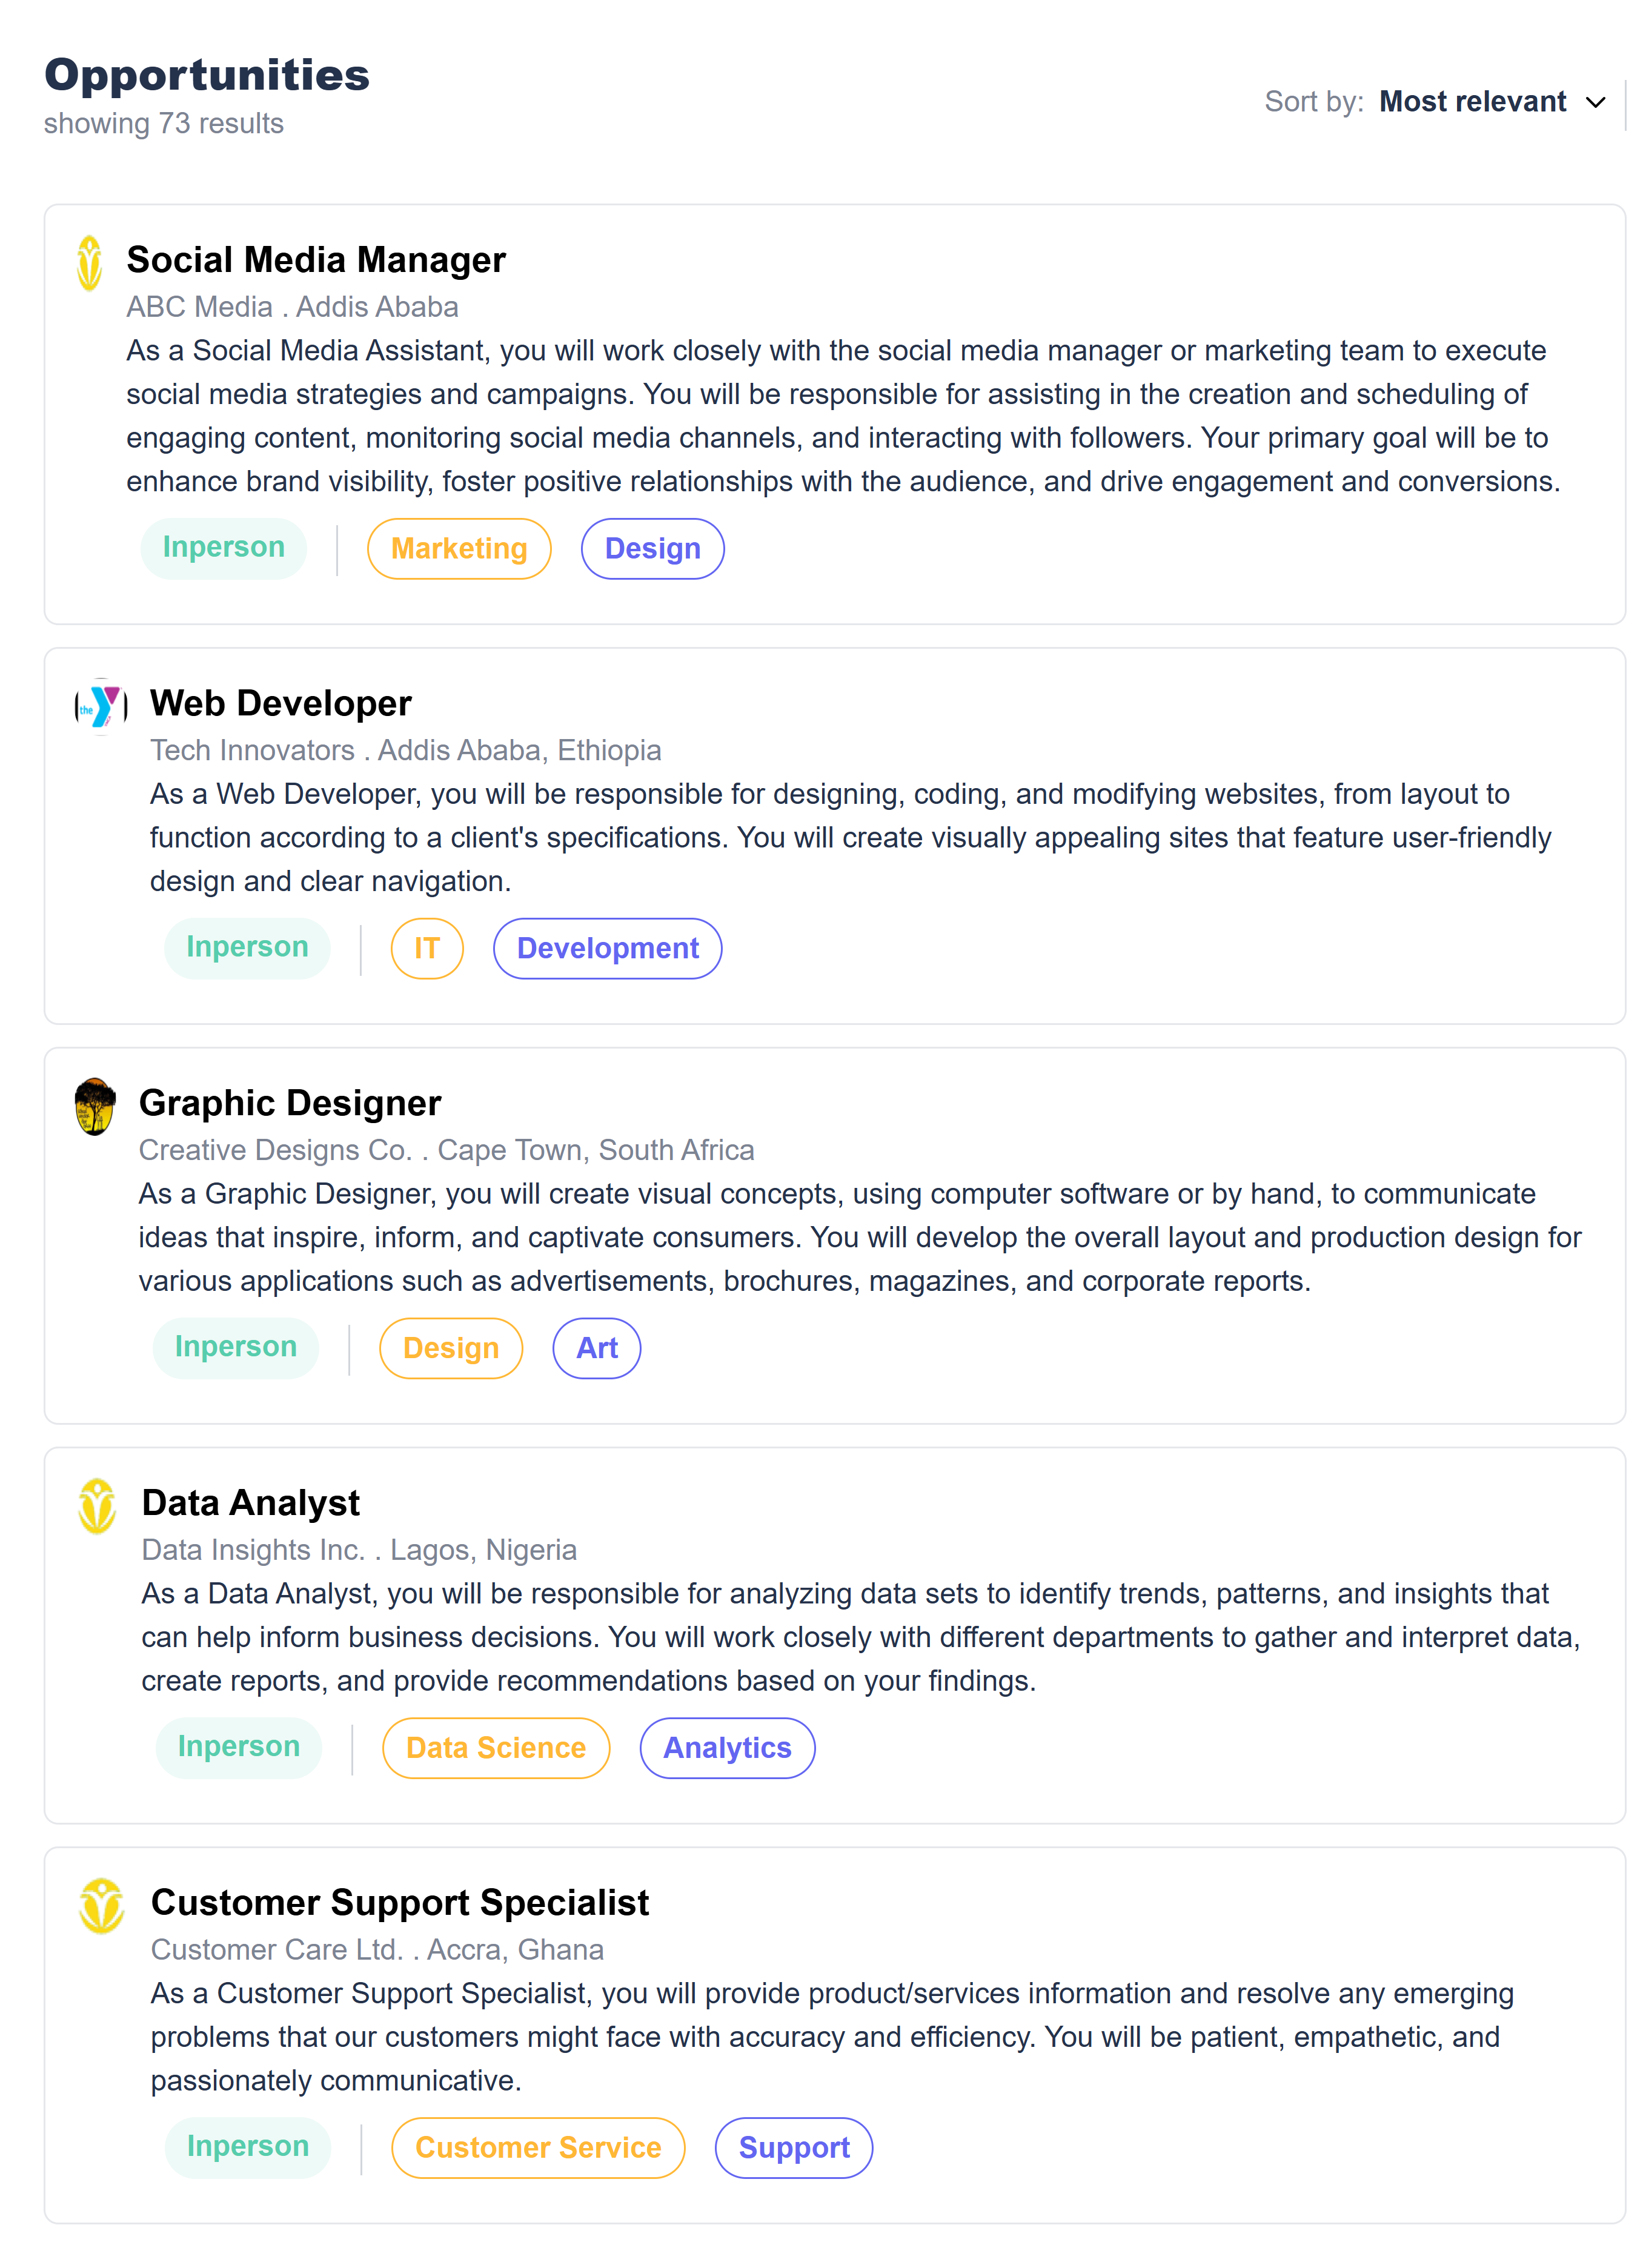 Opportunities
showing 73 results
Sort by: Most relevant
Social Media Manager
ABC Media . Addis Ababa
As a Social Media Assistant, you will work closely with the social media manager or marketing team to execute
social media strategies and campaigns. You will be responsible for assisting in the creation and scheduling of
engaging content, monitoring social media channels, and interacting with followers. Your primary goal will be to
enhance brand visibility, foster positive relationships with the audience, and drive engagement and conversions.
Inperson Marketing Design
the
Web Developer
Tech Innovators . Addis Ababa, Ethiopia
As a Web Developer, you will be responsible for designing, coding, and modifying websites, from layout to
function according to a client's specifications. You will create visually appealing sites that feature user-friendly
design and clear navigation.
Inperson IT Development
Graphic Designer
Creative Designs Co. . Cape Town, South Africa
As a Graphic Designer, you will create visual concepts, using computer software or by hand, to communicate
ideas that inspire, inform, and captivate consumers. You will develop the overall layout and production design for
various applications such as advertisements, brochures, magazines, and corporate reports.
Inperson Design Art
Data Analyst
Data Insights Inc. . Lagos, Nigeria
As a Data Analyst, you will be responsible for analyzing data sets to identify trends, patterns, and insights that
can help inform business decisions. You will work closely with different departments to gather and interpret data,
create reports, and provide recommendations based on your findings.
Inperson Data Science Analytics
Customer Support Specialist
Customer Care Ltd. . Accra, Ghana
As a Customer Support Specialist, you will provide product/services information and resolve any emerging
problems that our customers might face with accuracy and efficiency. You will be patient, empathetic, and
passionately communicative.
Inperson Customer Service Support